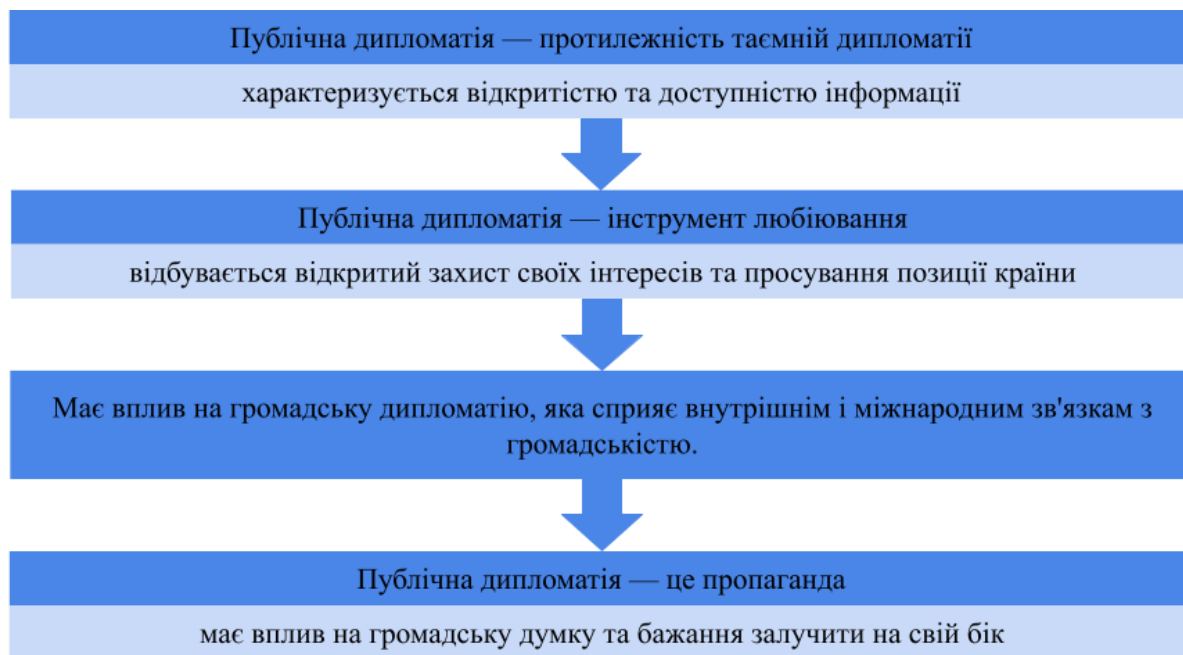 Публічна дипломатія — протилежність таємній дипломатії
характеризується відкритістю та доступністю інформації
Публічна дипломатія — інструмент любіювання
відбувається відкритий захист своїх інтересів та просування позиції країни
Має вплив на громадську дипломатію, яка сприяє внутрішнім і міжнародним зв'язкам з
громадськістю.
Публічна дипломатія — це пропаганда
має вплив на громадську думку та бажання залучити на свій бік